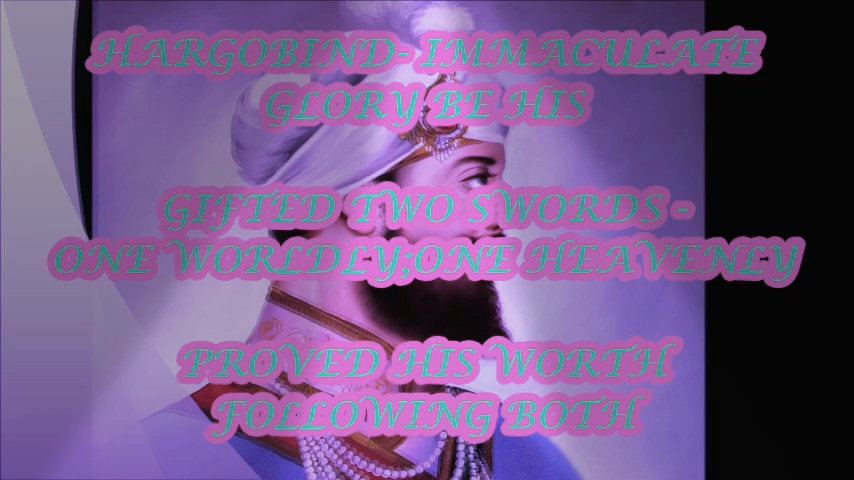 HARGOBIND- IMMACULATE
GLORY BE HIS
GIFTED TWO SWORDS -
ONE WORLDLY;ONE HEAVENLY
PROVED HIS WORTH
FOLLOWING BOTH